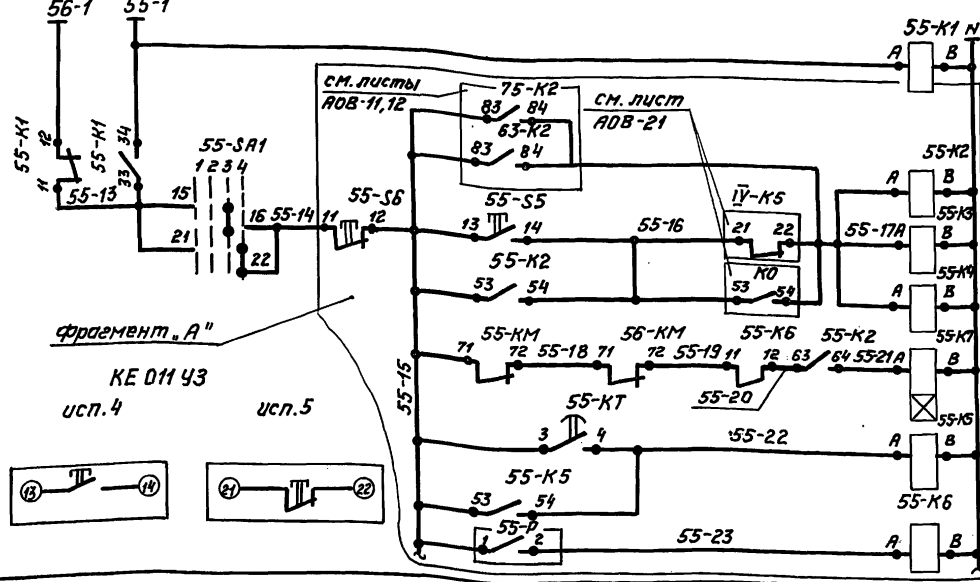 56-1
55-1
55-K1
N
A
B
см. листы
АОВ-11,12
75-K2
83
84
63-K2
83
84
см. лист
АОВ-21
55-K1
12
11
55-K1
34
33
55-SA1
1 2 3 4
55-13
15
21
16
22
55-14
11
55-S6
12
55-S5
13
14
55-16
IV-K5
21
22
55-17A
55-K2
A
B
55-K3
A
B
55-K4
A
B
55-K2
53
54
KO
53
54
фрагмент „А"
55-15
55-KM
71
72
55-18
56-KM
71
72
55-19
55-K6
11
12
55-20
55-K2
63
64
55-21
A
B
55-K7
КЕ 011 У3
исп. 4
исп. 5
13
14
21
22
55-KT
3
4
55-22
A
B
55-K5
55-K5
53
54
55-P
1
2
55-23
55-K6
A
B